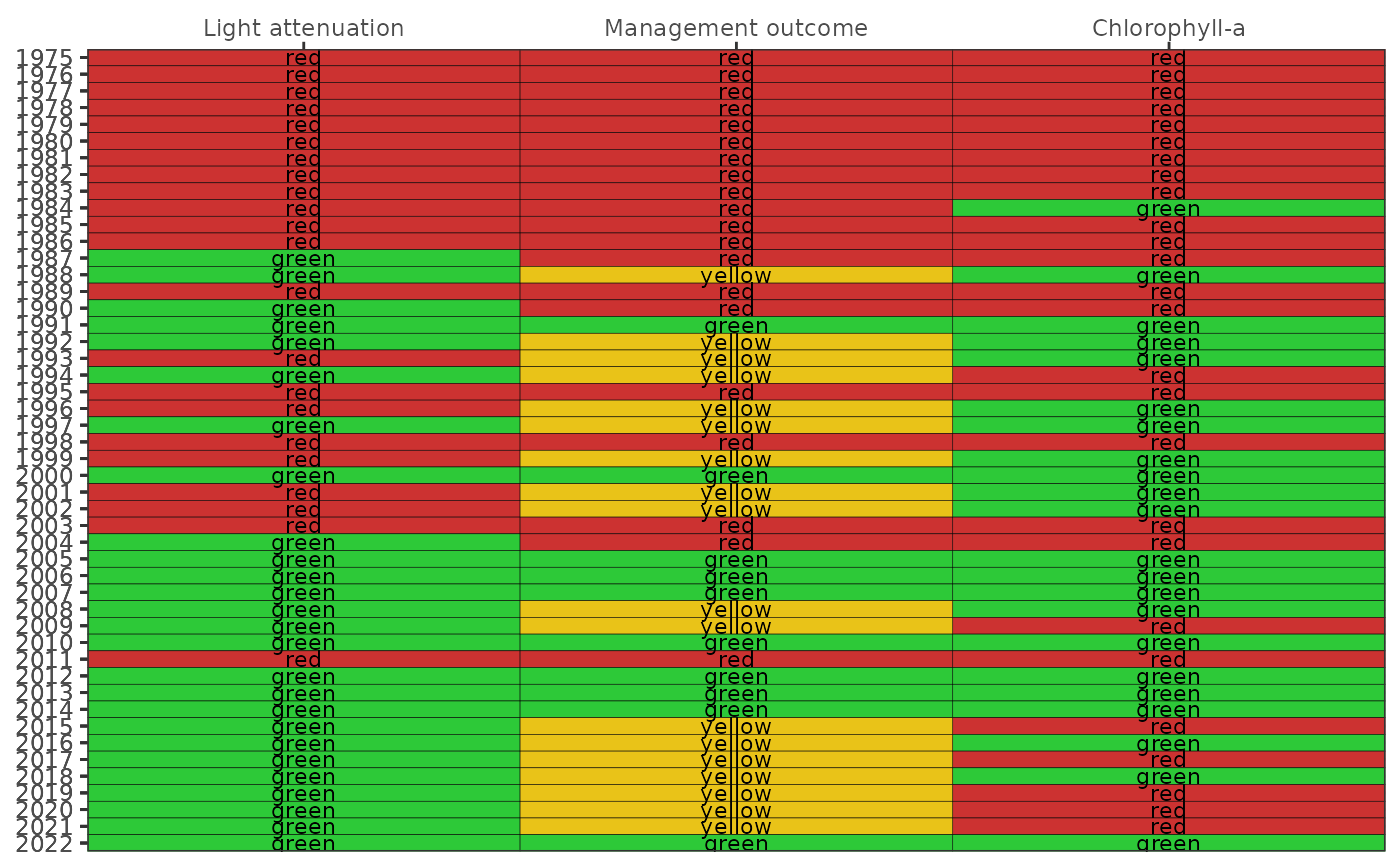 Light attenuation Management outcome Chlorophyll-a
1975 red red red
1976 red red red
1977 red red red
1978 red red red
1979 red red red
1980 red red red
1981 red red red
1982 red red red
1983 red red red
1984 red red green
1985 red red red
1986 red red red
1987 green red red
1988 green yellow green
1989 red red red
1990 green red red
1991 green green green
1992 green yellow green
1993 red yellow green
1994 green yellow red
1995 red red red
1996 red yellow green
1997 green yellow green
1998 red red red
1999 red yellow green
2000 green green green
2001 red yellow green
2002 red yellow green
2003 red red red
2004 green red red
2005 green green green
2006 green green green
2007 green green green
2008 green yellow green
2009 green yellow red
2010 green green green
2011 red red red
2012 green green green
2013 green green green
2014 green green green
2015 green yellow red
2016 green yellow green
2017 green yellow red
2018 green yellow green
2019 green yellow red
2020 green yellow red
2021 green yellow red
2022 green green green